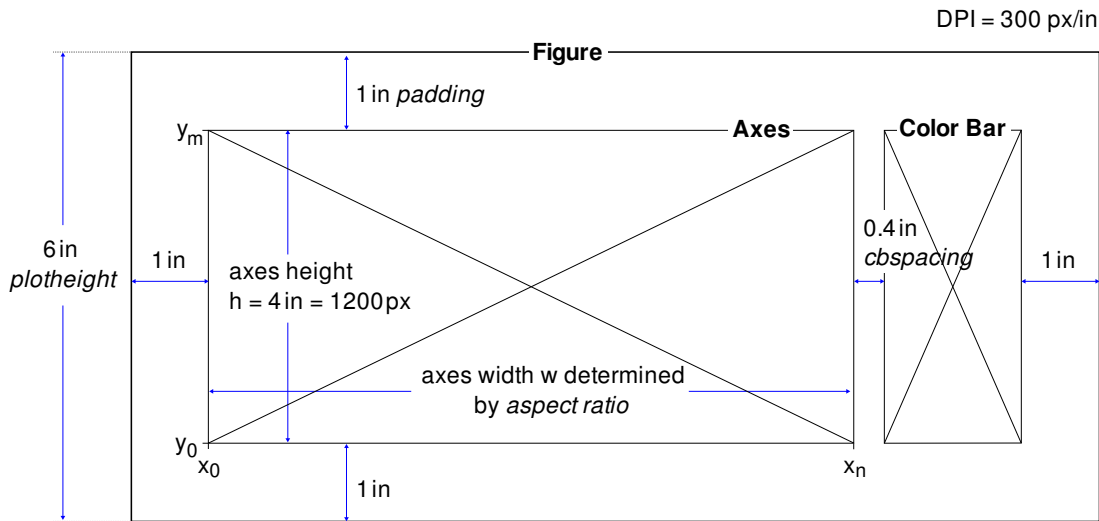 DPI = 300 px/in
Figure
1 in padding
y_m
Axes
Color Bar
6 in
plotheight
1 in
axes height
h = 4 in = 1200 px
0.4 in
cbspacing
1 in
axes width w determined
by aspect ratio
y_0
x_0
x_n
1 in